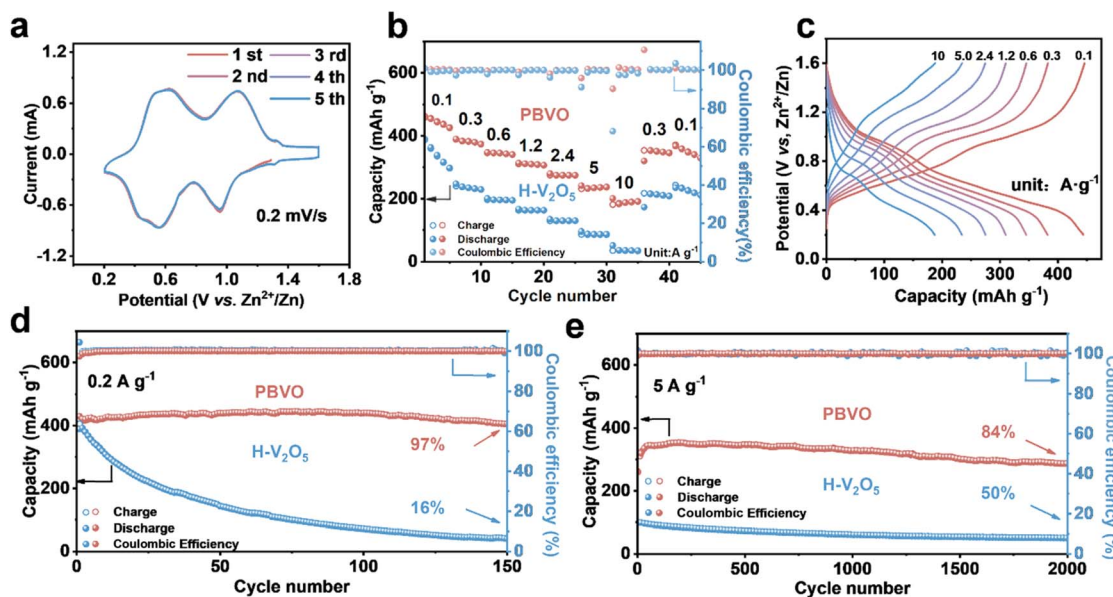 a
1 st
3 rd
2 nd
4 th
5 th
0.2 mV/s
Current (mA)
1.2
0.6
0.0
-0.6
-1.2
0.2
0.6
1.0
1.4
1.8
Potential (V vs. Zn²⁺/Zn)
b
PBVO
0.1
0.3
0.6
1.2
2.4
5
10
0.3
0.1
H-V₂O₅
Charge
Discharge
Coulombic Efficiency
Unit:A g⁻¹
Capacity (mAh g⁻¹)
600
400
200
0
0
10
20
30
40
Cycle number
100
80
60
40
20
0
Coulombic efficiency(%)
c
10
5.0
2.4
1.2
0.6
0.3
0.1
unit: A·g⁻¹
Potential (V vs, Zn²⁺/Zn)
1.6
1.2
0.8
0.4
0.0
0
100
200
300
400
500
Capacity (mAh g⁻¹)
d
0.2 A g⁻¹
PBVO
97%
H-V₂O₅
16%
Charge
Discharge
Coulombic Efficiency
Capacity (mAh g⁻¹)
600
400
200
0
0
50
100
150
Cycle number
100
80
60
40
20
0
Coulombic efficiency (%)
e
5 A g⁻¹
PBVO
84%
H-V₂O₅
50%
Charge
Discharge
Coulombic Efficiency
Capacity (mAh g⁻¹)
600
450
300
150
0
0
500
1000
1500
2000
Cycle number
100
80
60
40
20
0
Coulombic efficiency (%)